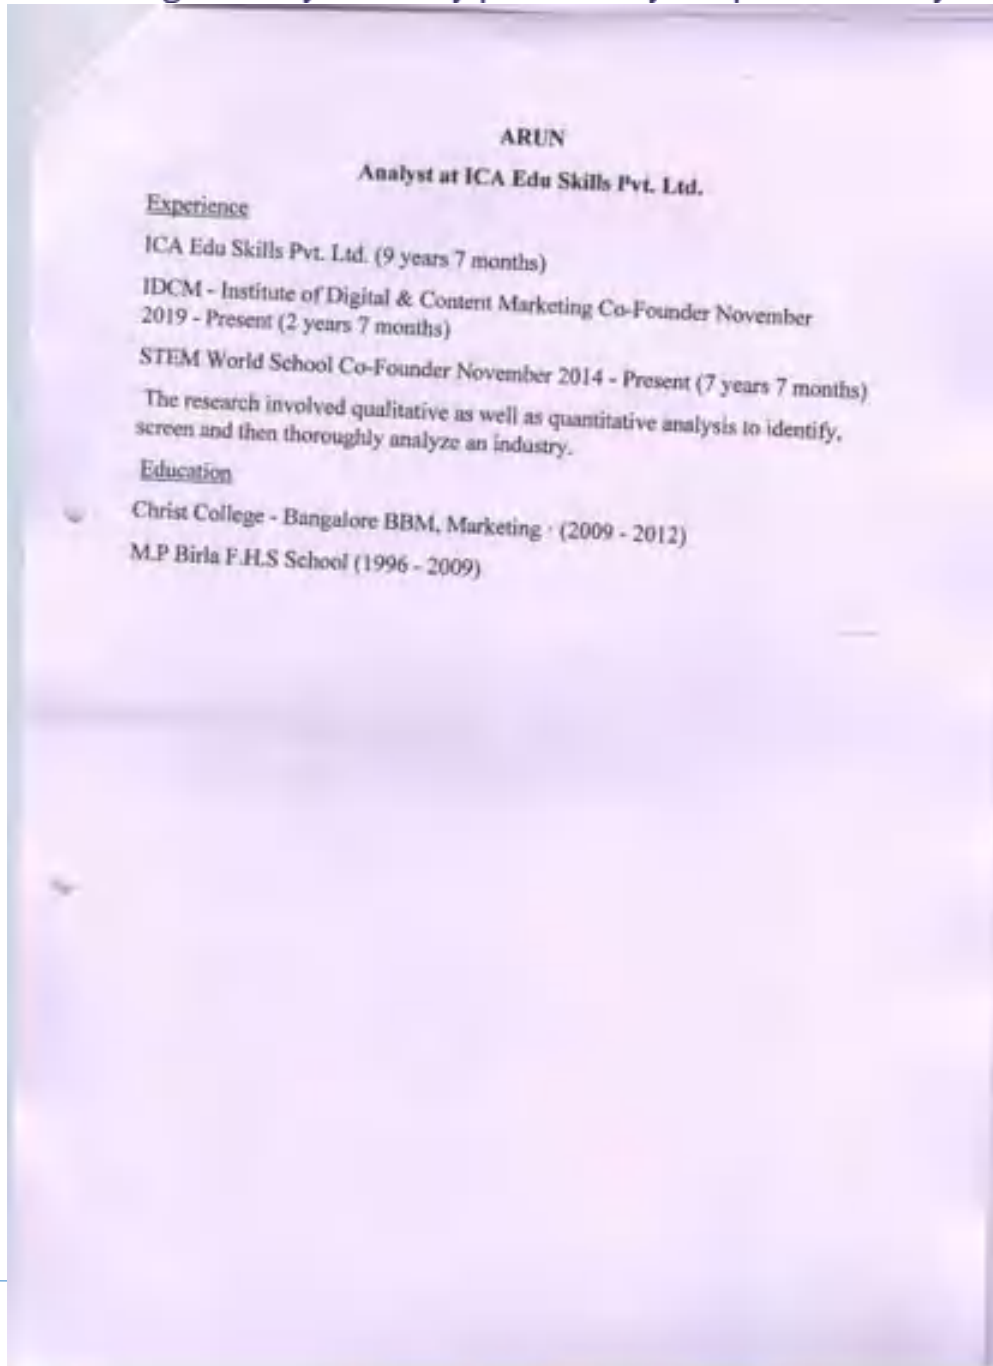 ARUN
Analyst at ICA Edu Skills Pvt. Ltd.
Experience
ICA Edu Skills Pvt. Ltd. (9 years 7 months)
IDCM - Institute of Digital & Content Marketing Co-Founder November
2019 - Present (2 years 7 months)
STEM World School Co-Founder November 2014 - Present (7 years 7 months)
The research involved qualitative as well as quantitative analysis to identify,
screen and then thoroughly analyze an industry.
Education
Christ College - Bangalore BBM, Marketing · (2009 - 2012)
M.P Birla F.H.S School (1996 - 2009)